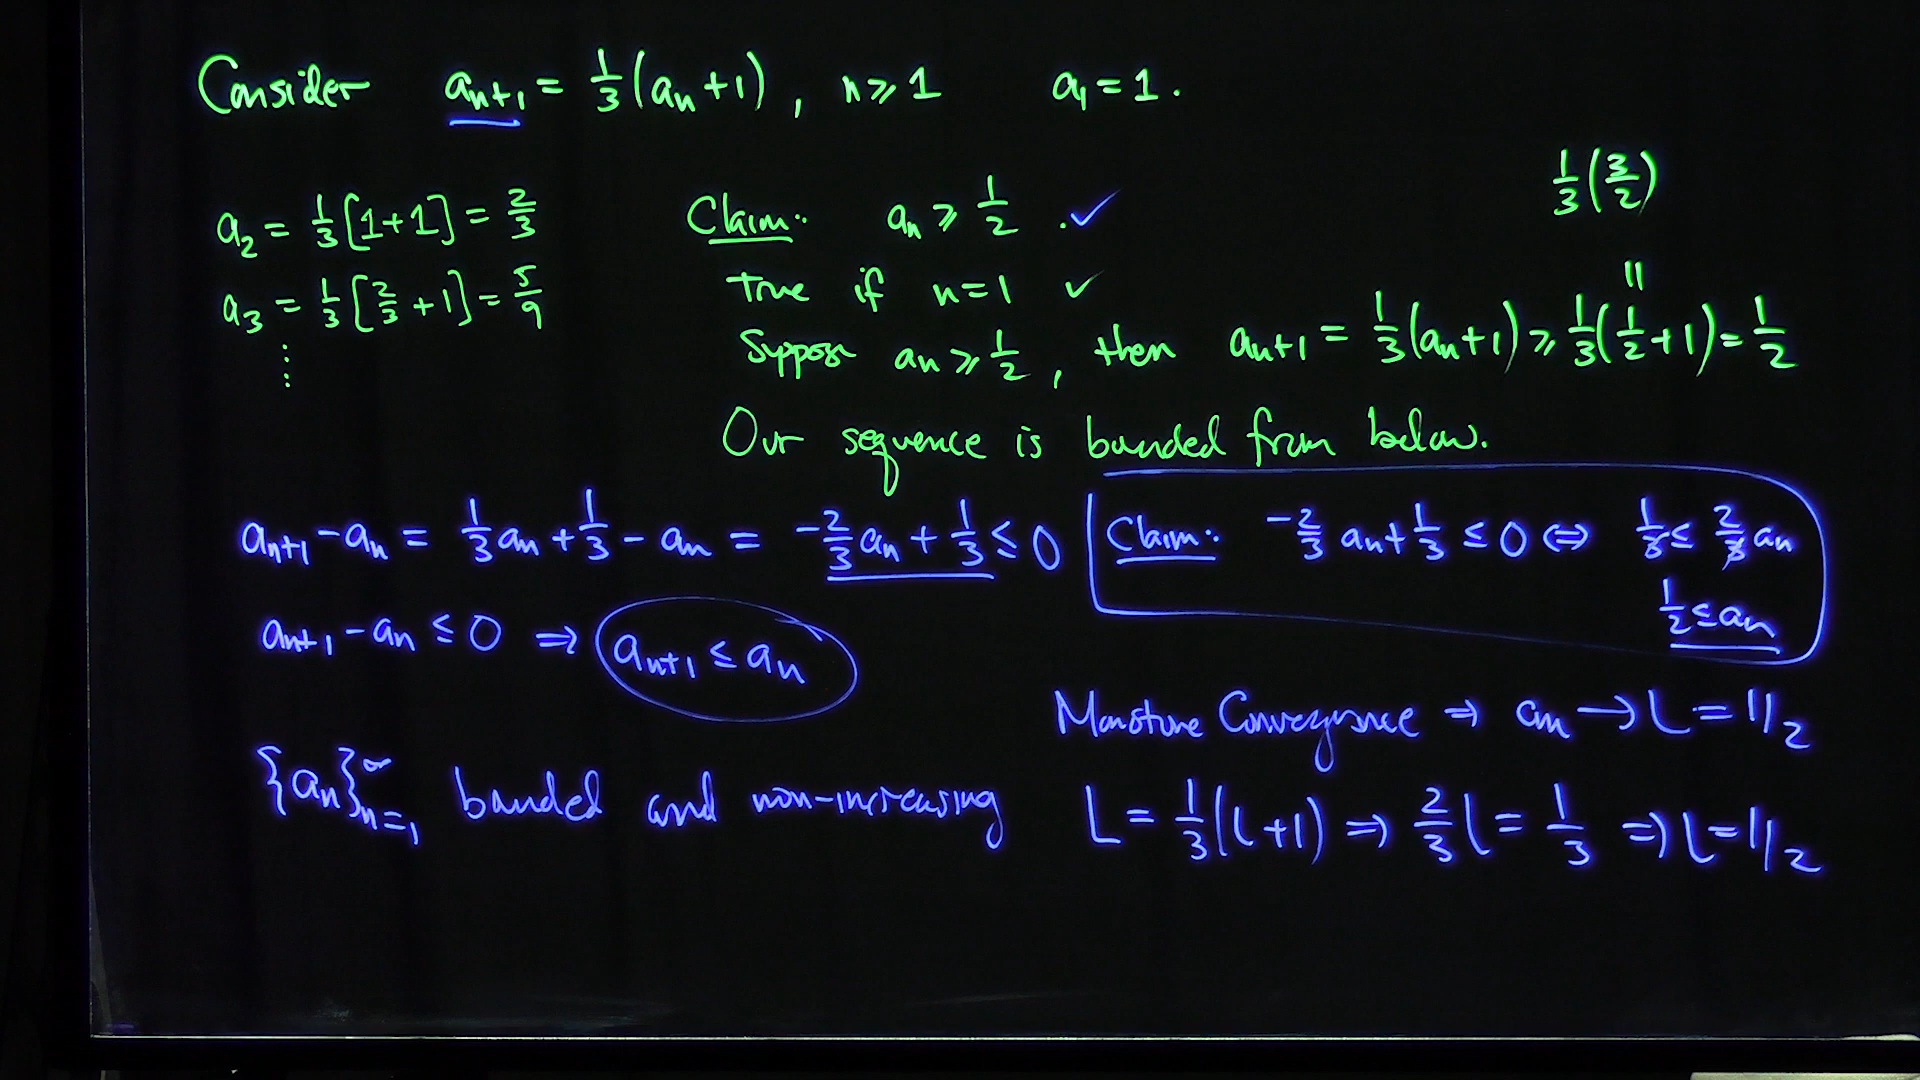 Consider a_{n+1} = 1/3 (a_n + 1), n ≥ 1 a_1 = 1.
a_2 = 1/3 [1+1] = 2/3
a_3 = 1/3 [2/3 + 1] = 5/9
⋮
Claim: a_n ≥ 1/2 . ✓
True if n=1 ✓
1/3 (3/2)
=
Suppose a_n ≥ 1/2, then a_{n+1} = 1/3 (a_n + 1) ≥ 1/3 (1/2 + 1) = 1/2
Our sequence is bounded from below.
a_{n+1} - a_n = 1/3 a_n + 1/3 - a_n = -2/3 a_n + 1/3 ≤ 0
Claim: -2/3 a_n + 1/3 ≤ 0 ⇔ 1/3 ≤ 2/3 a_n
1/2 ≤ a_n
a_{n+1} - a_n ≤ 0 ⇒ a_{n+1} ≤ a_n
{a_n}_{n=1}^∞ bounded and non-increasing
Monotone Convergence ⇒ a_n → L = 1/2
L = 1/3 (L+1) ⇒ 2/3 L = 1/3 ⇒ L = 1/2